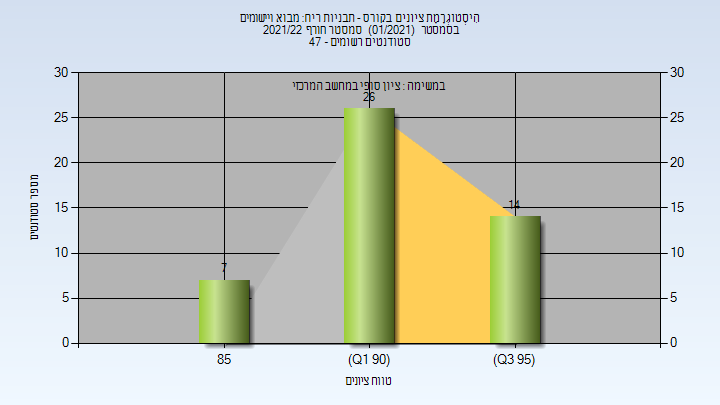 היסטוגרמת ציונים בקורס - תבניות ריח: מבוא ויישומים
בסמסטר (01/2021) סמסטר חורף 2021/22
סטודנטים רשומים - 47
במשימה : ציון סופי במחשב המרכזי
30
25
20
15
10
5
0
30
25
20
15
10
5
0
7
26
14
מספר סטודנטים
85
(Q1 90)
(Q3 95)
טווח ציונים